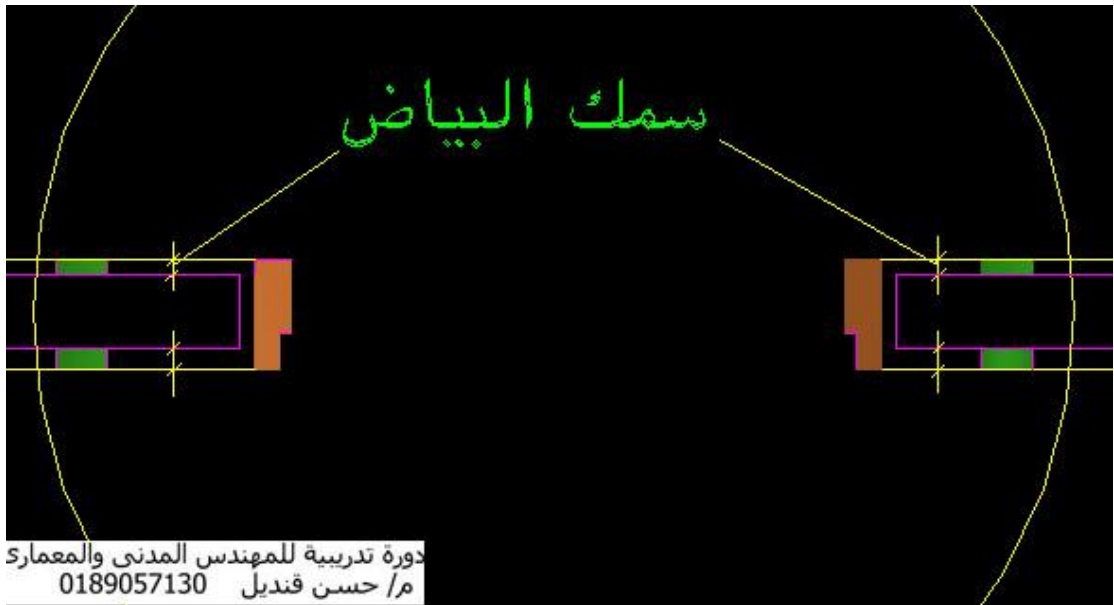 سمك البياض
دورة تدريبية للمهندس المدنى والمعمارى
م/ حسن قنديل 0189057130